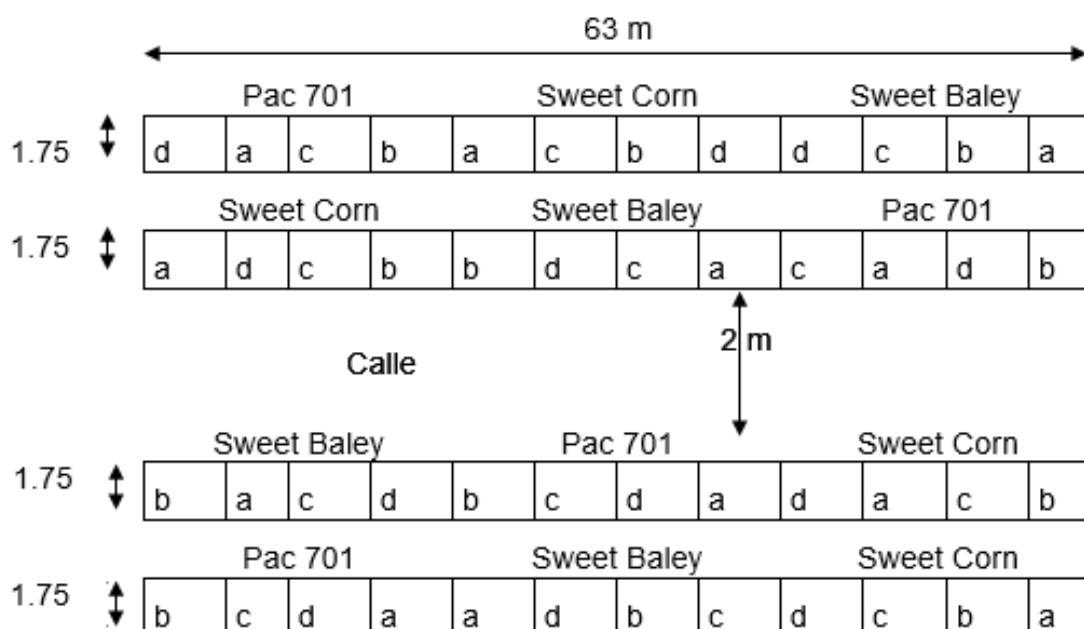 63 m
Pac 701 Sweet Corn Sweet Baley
1.75 d a c b a c b d d c b a
Sweet Corn Sweet Baley Pac 701
1.75 a d c b b d c a c a d b
2 m
Calle
Sweet Baley Pac 701 Sweet Corn
1.75 b a c d b c d a d a c b
Pac 701 Sweet Baley Sweet Corn
1.75 b c d a a d b c d c b a